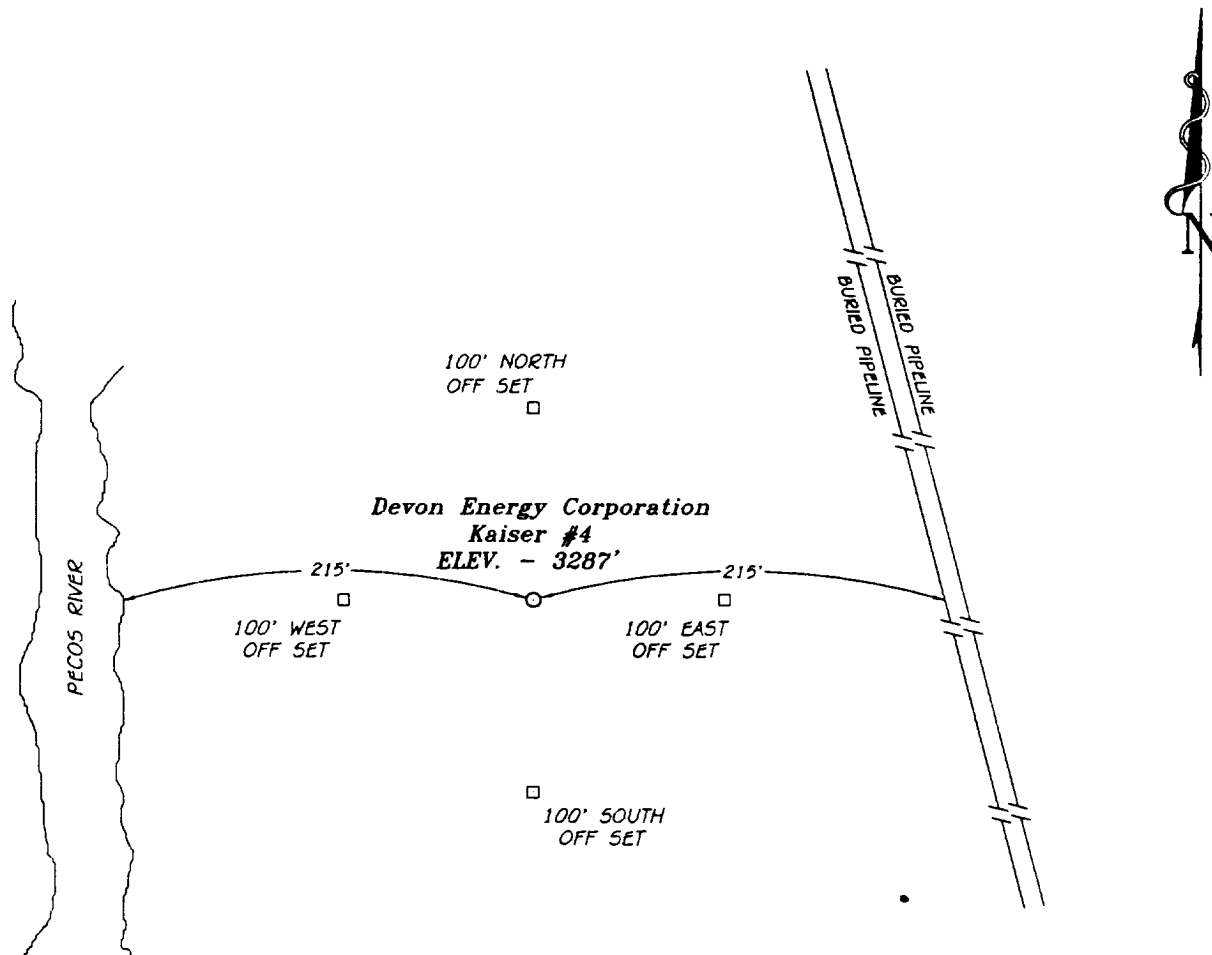 BURIED PIPELINE
BURIED PIPELINE
100' NORTH
OFF SET
Devon Energy Corporation
Kaiser #4
ELEV. - 3287'
215'
215'
PECOS RIVER
100' WEST
OFF SET
100' EAST
OFF SET
100' SOUTH
OFF SET